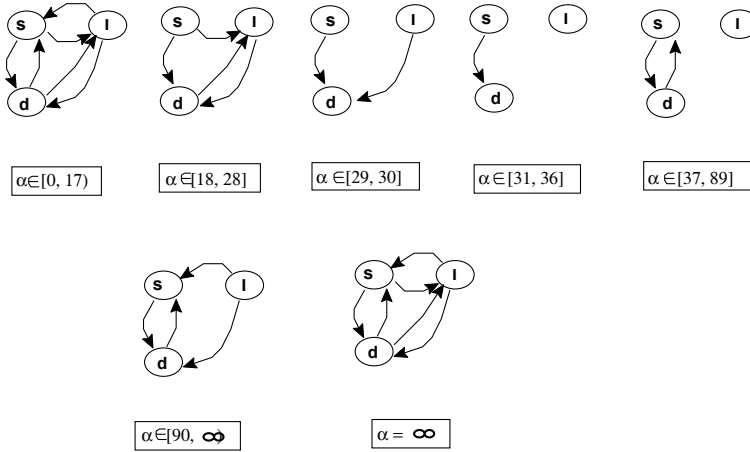 s l
d
s l
d
s l
d
s l
d
s l
d
α∈[0, 17)
α∈[18, 28]
α∈[29, 30]
α∈[31, 36]
α∈[37, 89]
s l
d
s l
d
α∈[90, ∞)
α = ∞